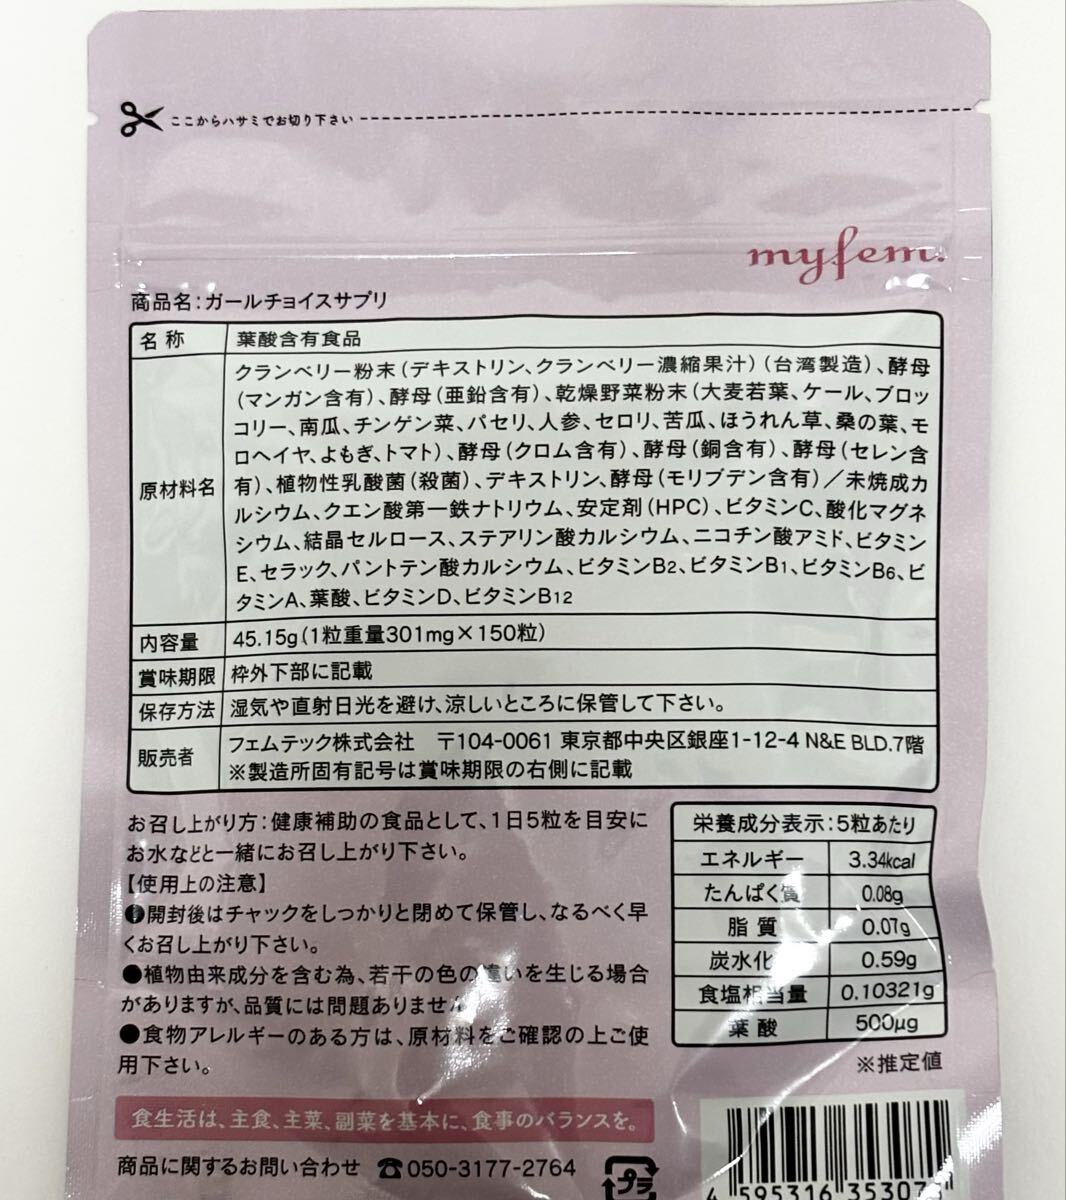 ここからハサミでお切り下さい
myfem.
商品名：ガールチョイスサプリ
名称 葉酸含有食品
原材料名
クランベリー粉末（デキストリン、クランベリー濃縮果汁）（台湾製造）、酵母
（マンガン含有）、酵母（亜鉛含有）、乾燥野菜粉末（大麦若葉、ケール、ブロッ
コリー、南瓜、チンゲン菜、パセリ、人参、セロリ、苦瓜、ほうれん草、桑の葉、モ
ロヘイヤ、よもぎ、トマト）、酵母（クロム含有）、酵母（銅含有）、酵母（セレン含
有）、植物性乳酸菌（殺菌）、デキストリン、酵母（モリブデン含有）／未焼成カ
ルシウム、クエン酸第一鉄ナトリウム、安定剤（HPC）、ビタミンC、酸化マグネ
シウム、結晶セルロース、ステアリン酸カルシウム、ニコチン酸アミド、ビタミン
E、セラック、パントテン酸カルシウム、ビタミンB2、ビタミンB1、ビタミンB6、ビ
タミンA、葉酸、ビタミンD、ビタミンB12
内容量 45.15g（1粒重量301mg×150粒）
賞味期限 枠外下部に記載
保存方法 湿気や直射日光を避け、涼しいところに保管して下さい。
販売者
フェムテック株式会社 〒104-0061 東京都中央区銀座1-12-4 N&E BLD.7階
※製造所固有記号は賞味期限の右側に記載
お召し上がり方：健康補助の食品として、1日5粒を目安に
お水などと一緒にお召し上がり下さい。
【使用上の注意】
●開封後はチャックをしっかりと閉めて保管し、なるべく早
くお召し上がり下さい。
●植物由来成分を含む為、若干の色の違いを生じる場合
がありますが、品質には問題ありません
●食物アレルギーのある方は、原材料をご確認の上ご使
用下さい。
栄養成分表示：5粒あたり
エネルギー 3.34kcal
たんぱく質 0.08g
脂質 0.07g
炭水化 0.59g
食塩相当量 0.10321g
葉酸 500μg
※推定値
食生活は、主食、主菜、副菜を基本に、食事のバランスを。
商品に関するお問い合わせ ☎050-3177-2764
プラ
4 595316 35307